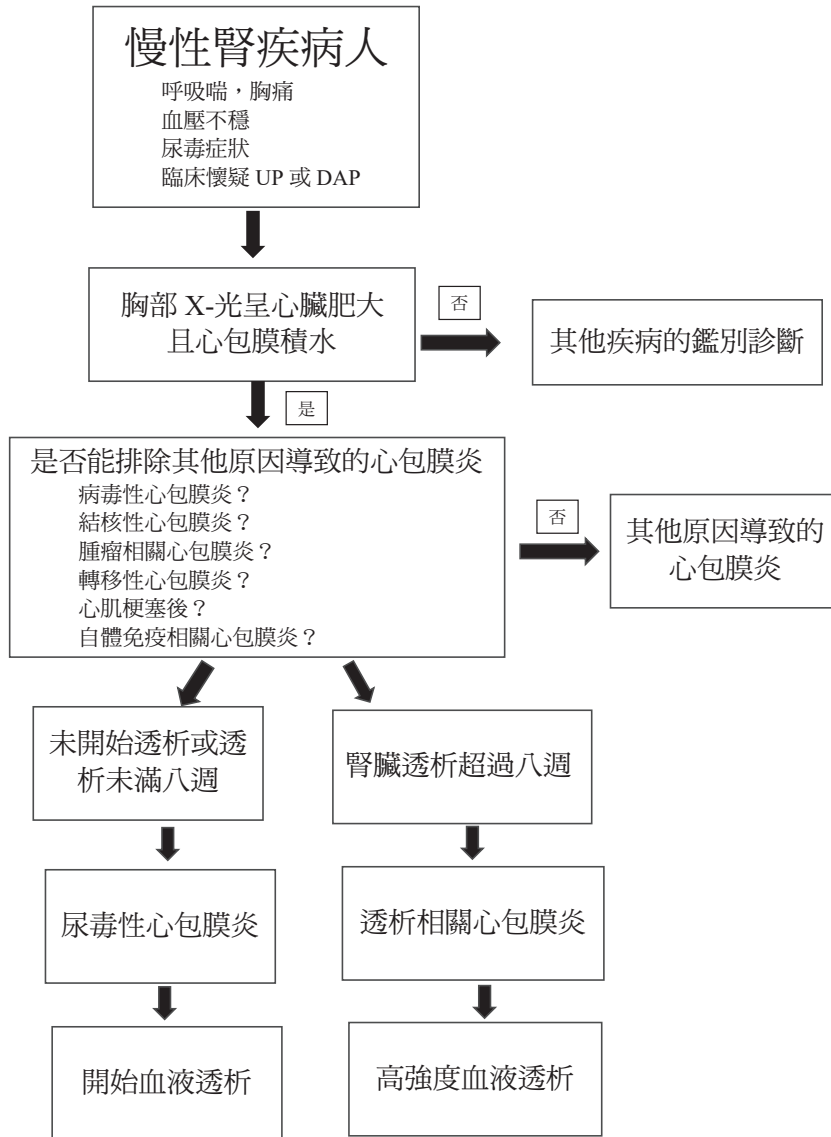 慢性腎疾病人
呼吸喘，胸痛
血壓不穩
尿毒症狀
臨床懷疑 UP 或 DAP
胸部 X-光呈心臟肥大
且心包膜積水
否
其他疾病的鑑別診斷
是
是否能排除其他原因導致的心包膜炎
病毒性心包膜炎？
結核性心包膜炎？
腫瘤相關心包膜炎？
轉移性心包膜炎？
心肌梗塞後？
自體免疫相關心包膜炎？
否
其他原因導致的
心包膜炎
未開始透析或透
析未滿八週
腎臟透析超過八週
尿毒性心包膜炎
透析相關心包膜炎
開始血液透析
高強度血液透析